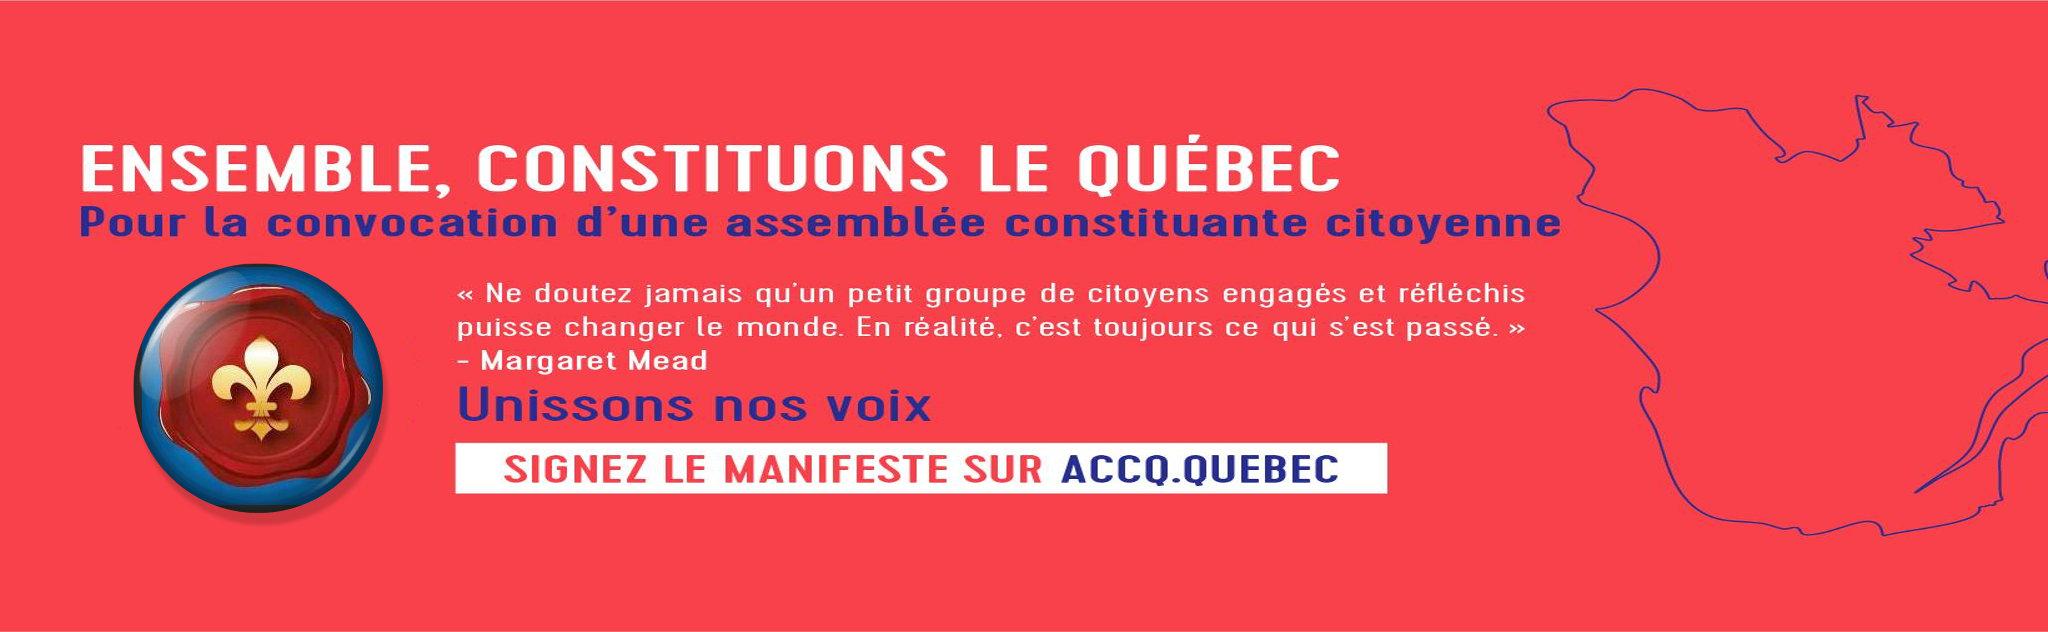 ENSEMBLE, CONSTITUONS LE QUÉBEC
Pour la convocation d'une assemblée constituante citoyenne
« Ne doutez jamais qu'un petit groupe de citoyens engagés et réfléchis
puisse changer le monde. En réalité, c'est toujours ce qui s'est passé. »
- Margaret Mead
Unissons nos voix
SIGNEZ LE MANIFESTE SUR ACCQ.QUEBEC